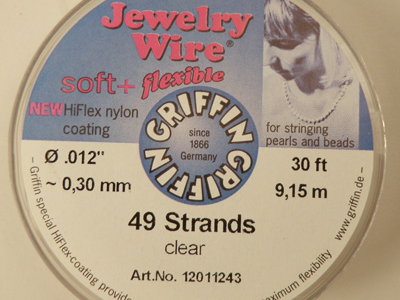 Jewelry
Wire®
soft+ flexible
NEW HiFlex nylon
coating
GRIFFIN GRIFFIN
since
1866
Germany
for stringing
pearls and beads
Ø .012"
~ 0,30 mm
30 ft
9,15 m
49 Strands
clear
Art.No. 12011243
– Griffin special HiFlex-coating provide
aximum flexibility
www.griffin.de –